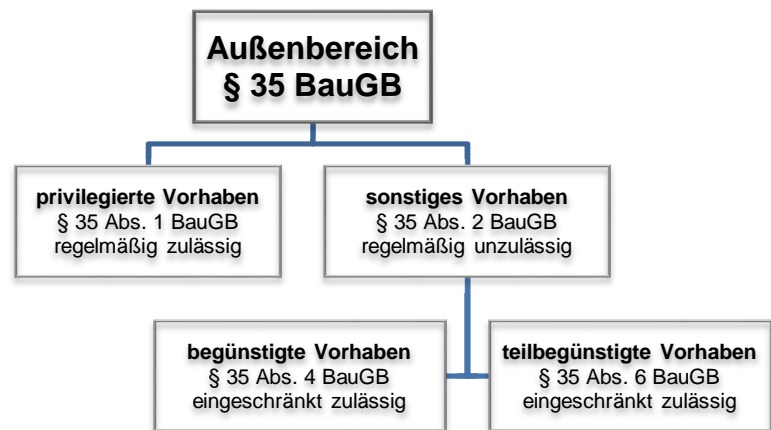 Außenbereich
§ 35 BauGB
privilegierte Vorhaben
§ 35 Abs. 1 BauGB
regelmäßig zulässig
sonstiges Vorhaben
§ 35 Abs. 2 BauGB
regelmäßig unzulässig
begünstigte Vorhaben
§ 35 Abs. 4 BauGB
eingeschränkt zulässig
teilbegünstigte Vorhaben
§ 35 Abs. 6 BauGB
eingeschränkt zulässig